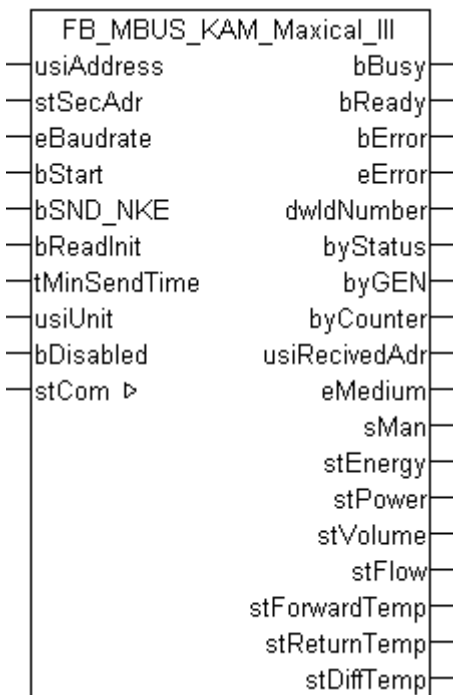 FB_MBUS_KAM_Maxical_III
usiAddress bBusy
stSecAdr bReady
eBaudrate bError
bStart eError
bSND_NKE dwIdNumber
bReadInit byStatus
tMinSendTime byGEN
usiUnit byCounter
bDisabled usiRecivedAdr
stCom ▷ eMedium
sMan
stEnergy
stPower
stVolume
stFlow
stForwardTemp
stReturnTemp
stDiffTemp